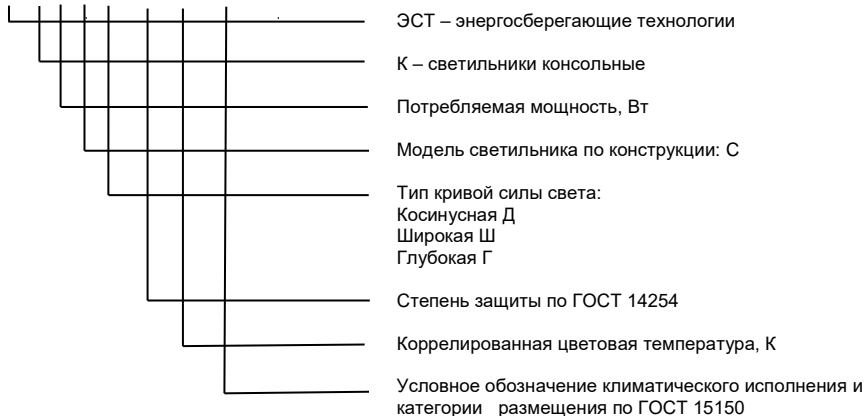 ЭСТ – энергосберегающие технологии
К – светильники консольные
Потребляемая мощность, Вт
Модель светильника по конструкции: С
Тип кривой силы света:
Косинусная Д
Широкая Ш
Глубокая Г
Степень защиты по ГОСТ 14254
Коррелированная цветовая температура, К
Условное обозначение климатического исполнения и
категории размещения по ГОСТ 15150